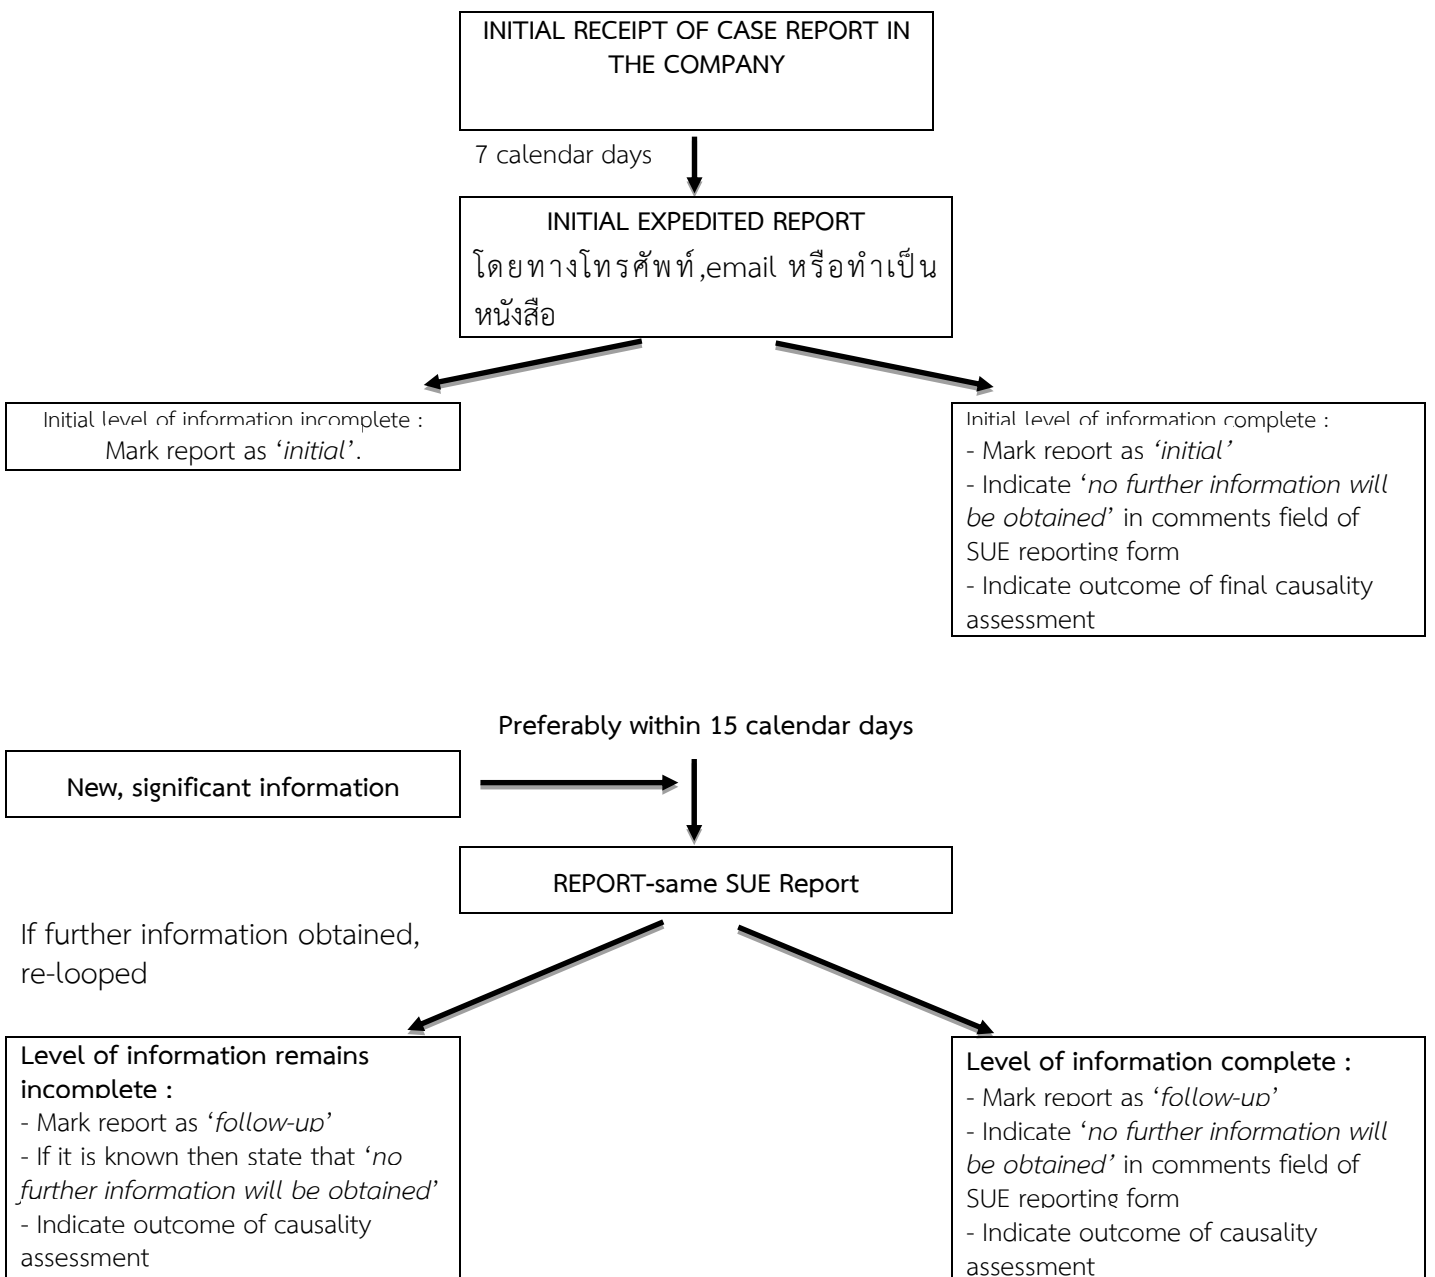 INITIAL RECEIPT OF CASE REPORT IN
THE COMPANY
7 calendar days
INITIAL EXPEDITED REPORT
โดยทางโทรศัพท์,email หรือทำเป็น
หนังสือ
Initial level of information incomplete :
Mark report as ‘initial’.
Initial level of information complete :
- Mark report as ‘initial’
- Indicate ‘no further information will
be obtained’ in comments field of
SUE reporting form
- Indicate outcome of final causality
assessment
Preferably within 15 calendar days
New, significant information
REPORT-same SUE Report
If further information obtained,
re-looped
Level of information remains
incomplete :
- Mark report as ‘follow-up’
- If it is known then state that ‘no
further information will be obtained’
- Indicate outcome of causality
assessment
Level of information complete :
- Mark report as ‘follow-up’
- Indicate ‘no further information will
be obtained’ in comments field of
SUE reporting form
- Indicate outcome of causality
assessment